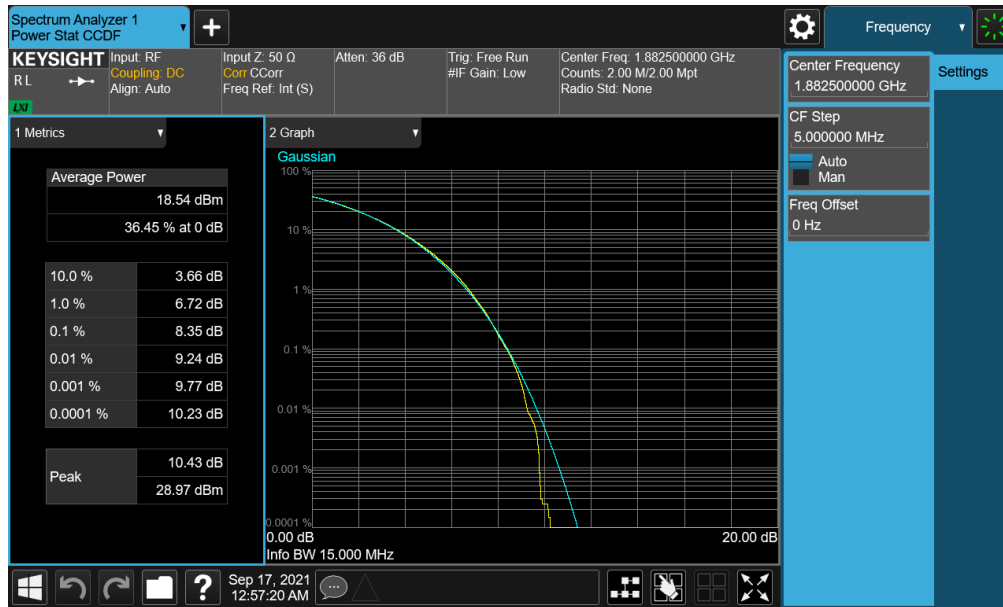 Spectrum Analyzer 1
Power Stat CCDF
Frequency
KEYSIGHT
R L
LXI
Input: RF
Coupling: DC
Align: Auto
Input Z: 50 Ω
Corr CCorr
Freq Ref: Int (S)
Atten: 36 dB
Trig: Free Run
#IF Gain: Low
Center Freq: 1.882500000 GHz
Counts: 2.00 M/2.00 Mpt
Radio Std: None
Center Frequency
1.882500000 GHz
Settings
CF Step
5.000000 MHz
Auto
Man
Freq Offset
0 Hz
1 Metrics
Average Power
18.54 dBm
36.45 % at 0 dB
10.0 % 3.66 dB
1.0 % 6.72 dB
0.1 % 8.35 dB
0.01 % 9.24 dB
0.001 % 9.77 dB
0.0001 % 10.23 dB
Peak
10.43 dB
28.97 dBm
2 Graph
Gaussian
100 %
10 %
1 %
0.1 %
0.01 %
0.001 %
0.0001 %
0.00 dB
20.00 dB
Info BW 15.000 MHz
?
Sep 17, 2021
12:57:20 AM